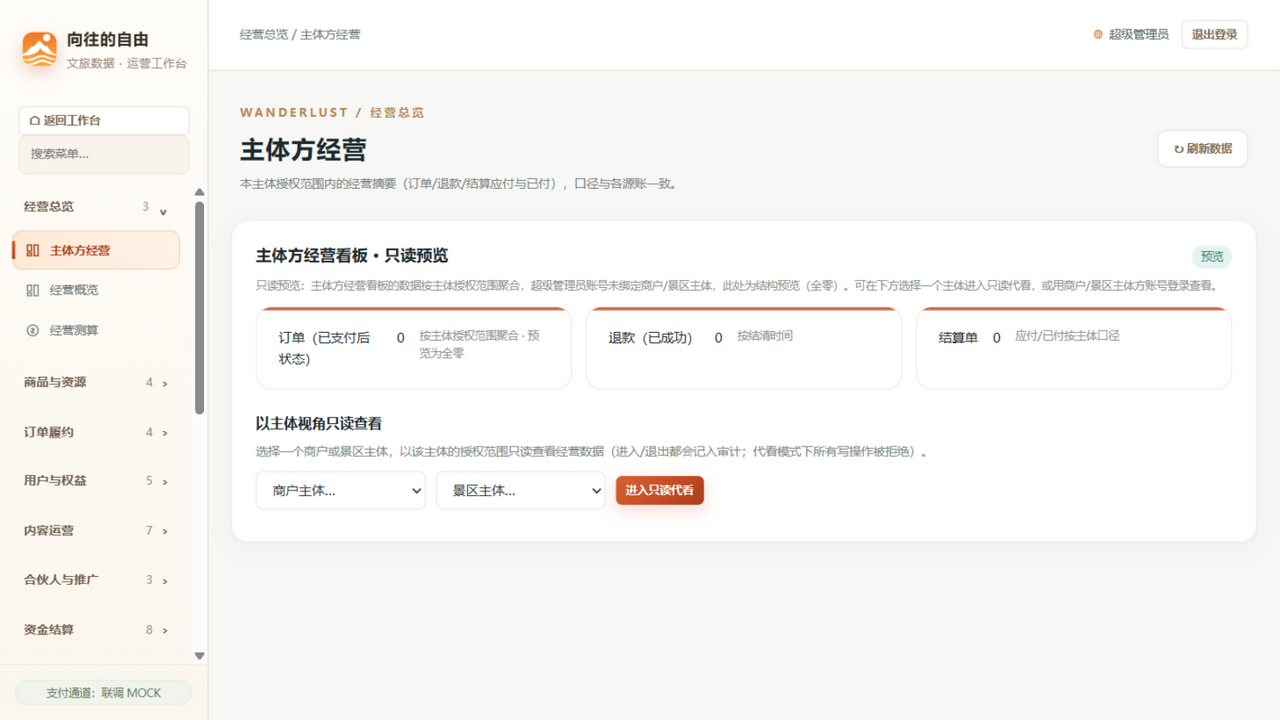 向往的自由
文旅数据 · 运营工作台
返回工作台
搜索菜单...
经营总览 3
主体方经营
经营概览
经营测算
商品与资源 4
订单履约 4
用户与权益 5
内容运营 7
合伙人与推广 3
资金结算 8
支付通道：联调 MOCK
经营总览 / 主体方经营
超级管理员
退出登录
WANDERLUST / 经营总览
主体方经营
本主体授权范围内的经营摘要（订单/退款/结算应付与已付），口径与各源账一致。
↻ 刷新数据
主体方经营看板 · 只读预览
预览
只读预览：主体方经营看板的数据按主体授权范围聚合，超级管理员账号未绑定商户/景区主体，此处为结构预览（全零）。可在下方选择一个主体进入只读代看，或用商户/景区主体方账号登录查看。
订单（已支付后
状态）
0
按主体授权范围聚合 · 预
览为全零
退款（已成功） 0 按结清时间
结算单 0 应付/已付按主体口径
以主体视角只读查看
选择一个商户或景区主体，以该主体的授权范围只读查看经营数据（进入/退出都会记入审计；代看模式下所有写操作被拒绝）。
商户主体...
景区主体...
进入只读代看